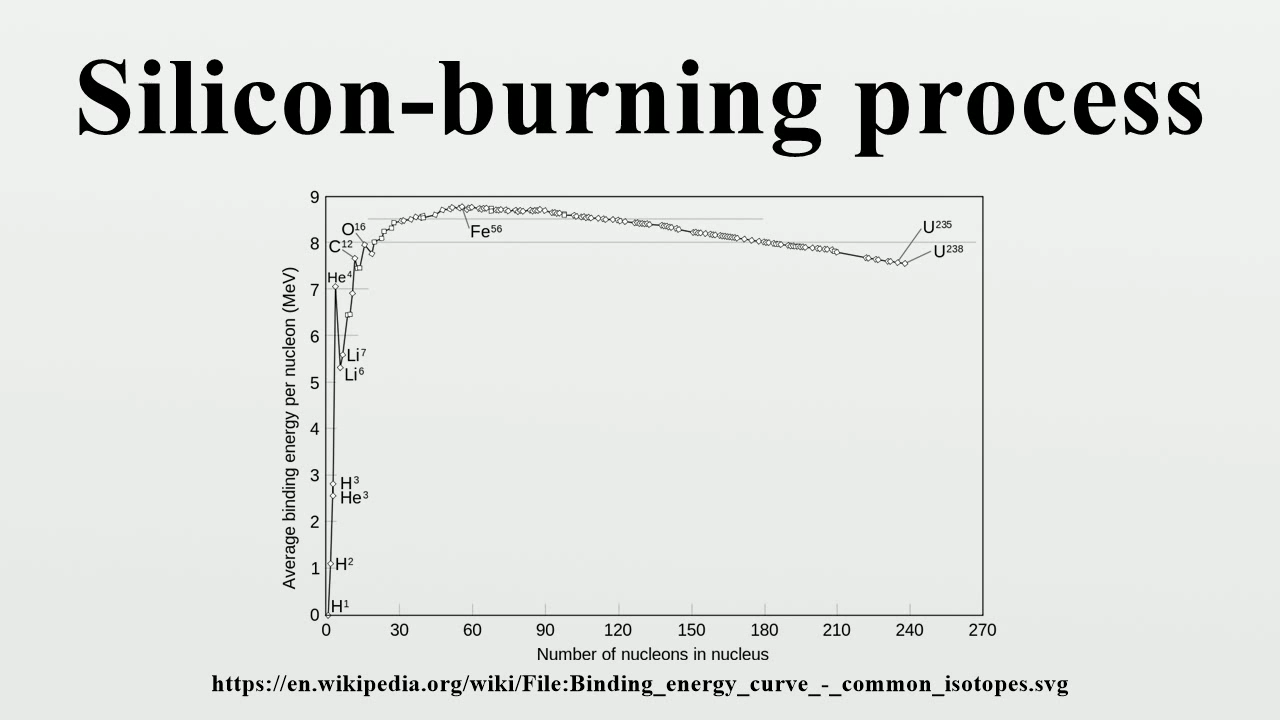 Silicon-burning process
9
8
7
6
5
4
3
2
1
0
Average binding energy per nucleon (MeV)
O16
C12
He4
Li7
Li6
H3
He3
H2
H1
Fe56
U235
U238
0 30 60 90 120 150 180 210 240 270
Number of nucleons in nucleus
https://en.wikipedia.org/wiki/File:Binding_energy_curve_-_common_isotopes.svg